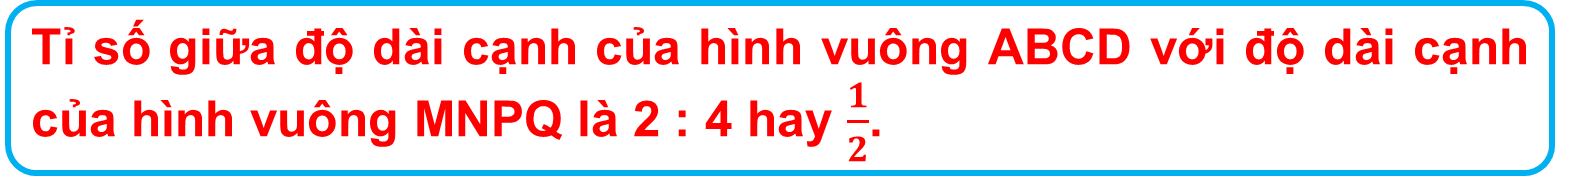 Tỉ số giữa độ dài cạnh của hình vuông ABCD với độ dài cạnh
của hình vuông MNPQ là 2 : 4 hay 1/2.